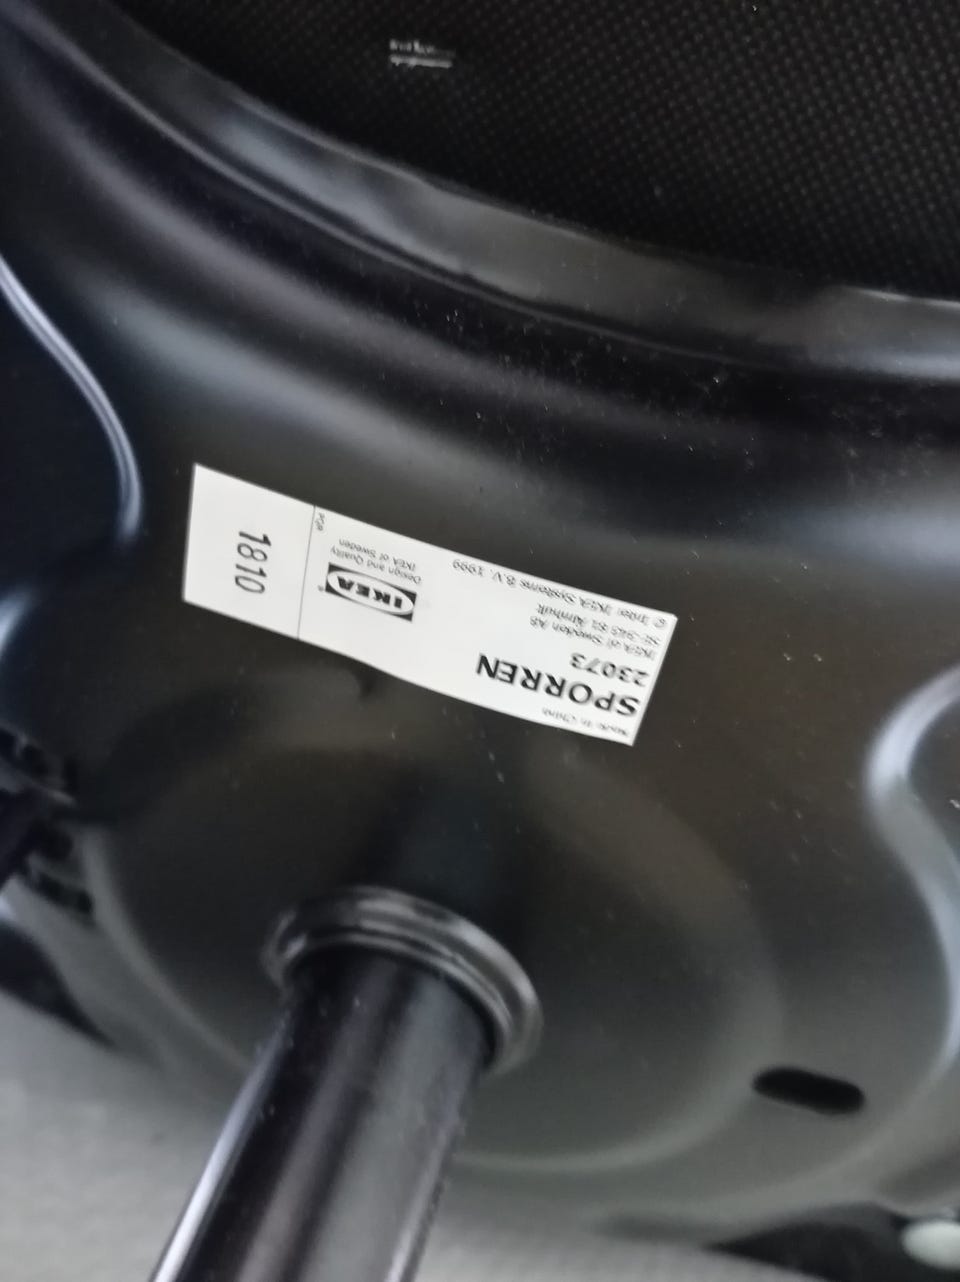 Made in China
SPORREN
23073
IKEA of Sweden AB
SE-343 81 Älmhult
© Inter IKEA Systems B.V. 1999
IKEA
Design and Quality
IKEA of Sweden
1810